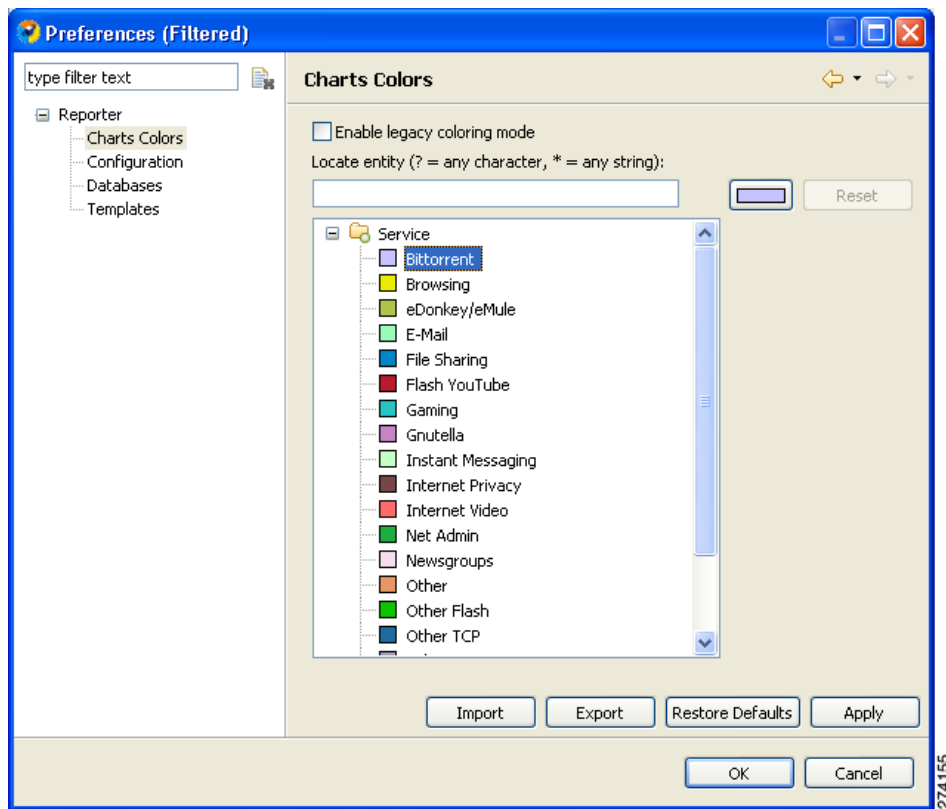 Preferences (Filtered)
type filter text
Reporter
Charts Colors
Configuration
Databases
Templates
Charts Colors
Enable legacy coloring mode
Locate entity (? = any character, * = any string):
Reset
Service
Bittorrent
Browsing
eDonkey/eMule
E-Mail
File Sharing
Flash YouTube
Gaming
Gnutella
Instant Messaging
Internet Privacy
Internet Video
Net Admin
Newsgroups
Other
Other Flash
Other TCP
Import Export Restore Defaults Apply
OK Cancel
274155